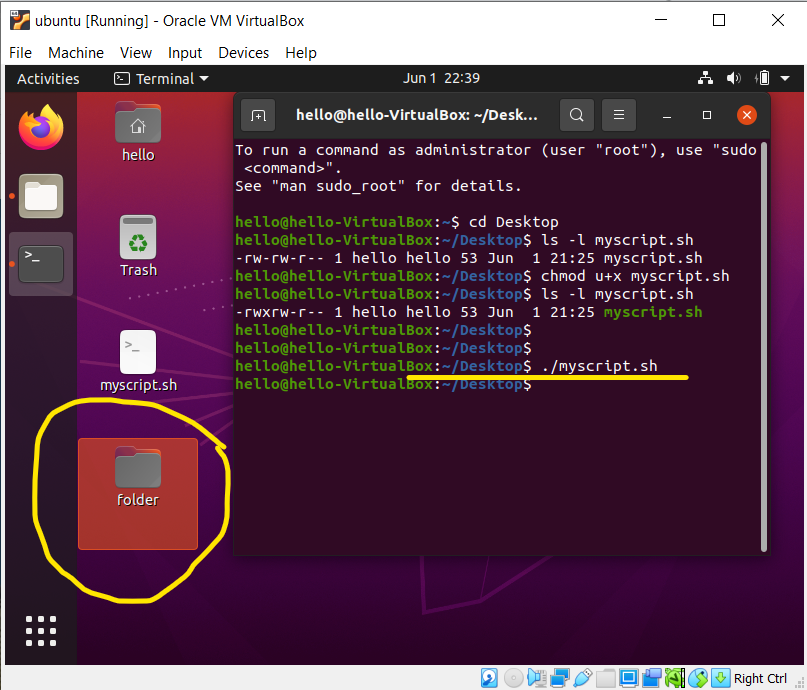 ubuntu [Running] - Oracle VM VirtualBox
File Machine View Input Devices Help
Activities Terminal Jun 1 22:39
hello@hello-VirtualBox: ~/Desk...
hello
Trash
myscript.sh
folder
To run a command as administrator (user "root"), use "sudo
<command>".
See "man sudo_root" for details.
hello@hello-VirtualBox:~$ cd Desktop
hello@hello-VirtualBox:~/Desktop$ ls -l myscript.sh
-rw-rw-r-- 1 hello hello 53 Jun  1 21:25 myscript.sh
hello@hello-VirtualBox:~/Desktop$ chmod u+x myscript.sh
hello@hello-VirtualBox:~/Desktop$ ls -l myscript.sh
-rwxrw-r-- 1 hello hello 53 Jun  1 21:25 myscript.sh
hello@hello-VirtualBox:~/Desktop$
hello@hello-VirtualBox:~/Desktop$
hello@hello-VirtualBox:~/Desktop$ ./myscript.sh
hello@hello-VirtualBox:~/Desktop$
Right Ctrl